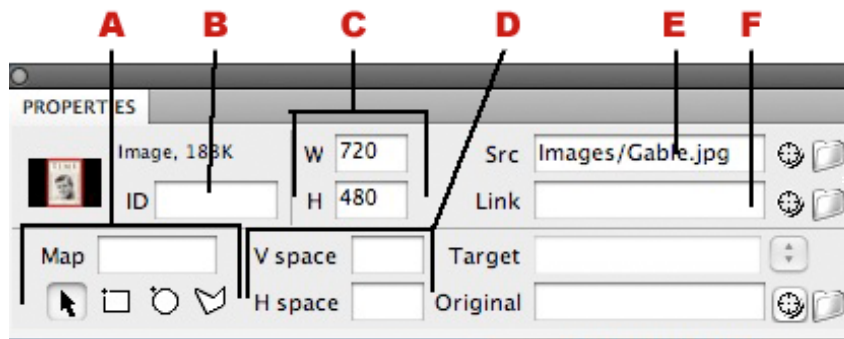 A B C D E F
PROPERTIES
Image, 188K W 720 Src Images/Gable.jpg
ID H 480 Link
Map V space Target
H space Original